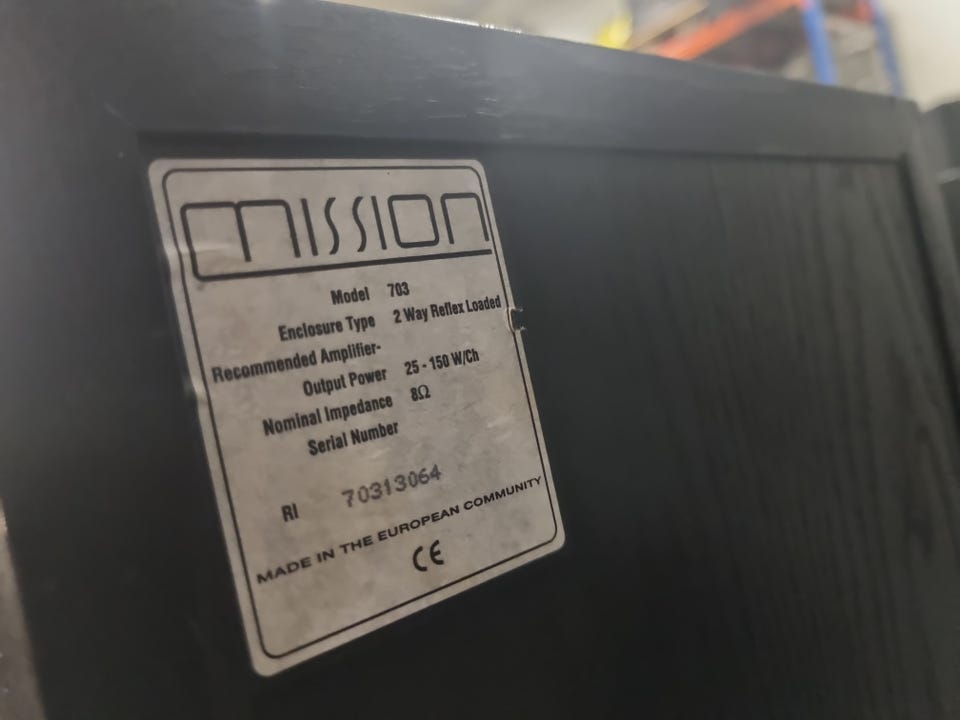 mission
Model 703
Enclosure Type 2 Way Reflex Loaded
Recommended Amplifier-
Output Power 25 - 150 W/Ch
Nominal Impedance 8Ω
Serial Number
RI 70313064
MADE IN THE EUROPEAN COMMUNITY
CE